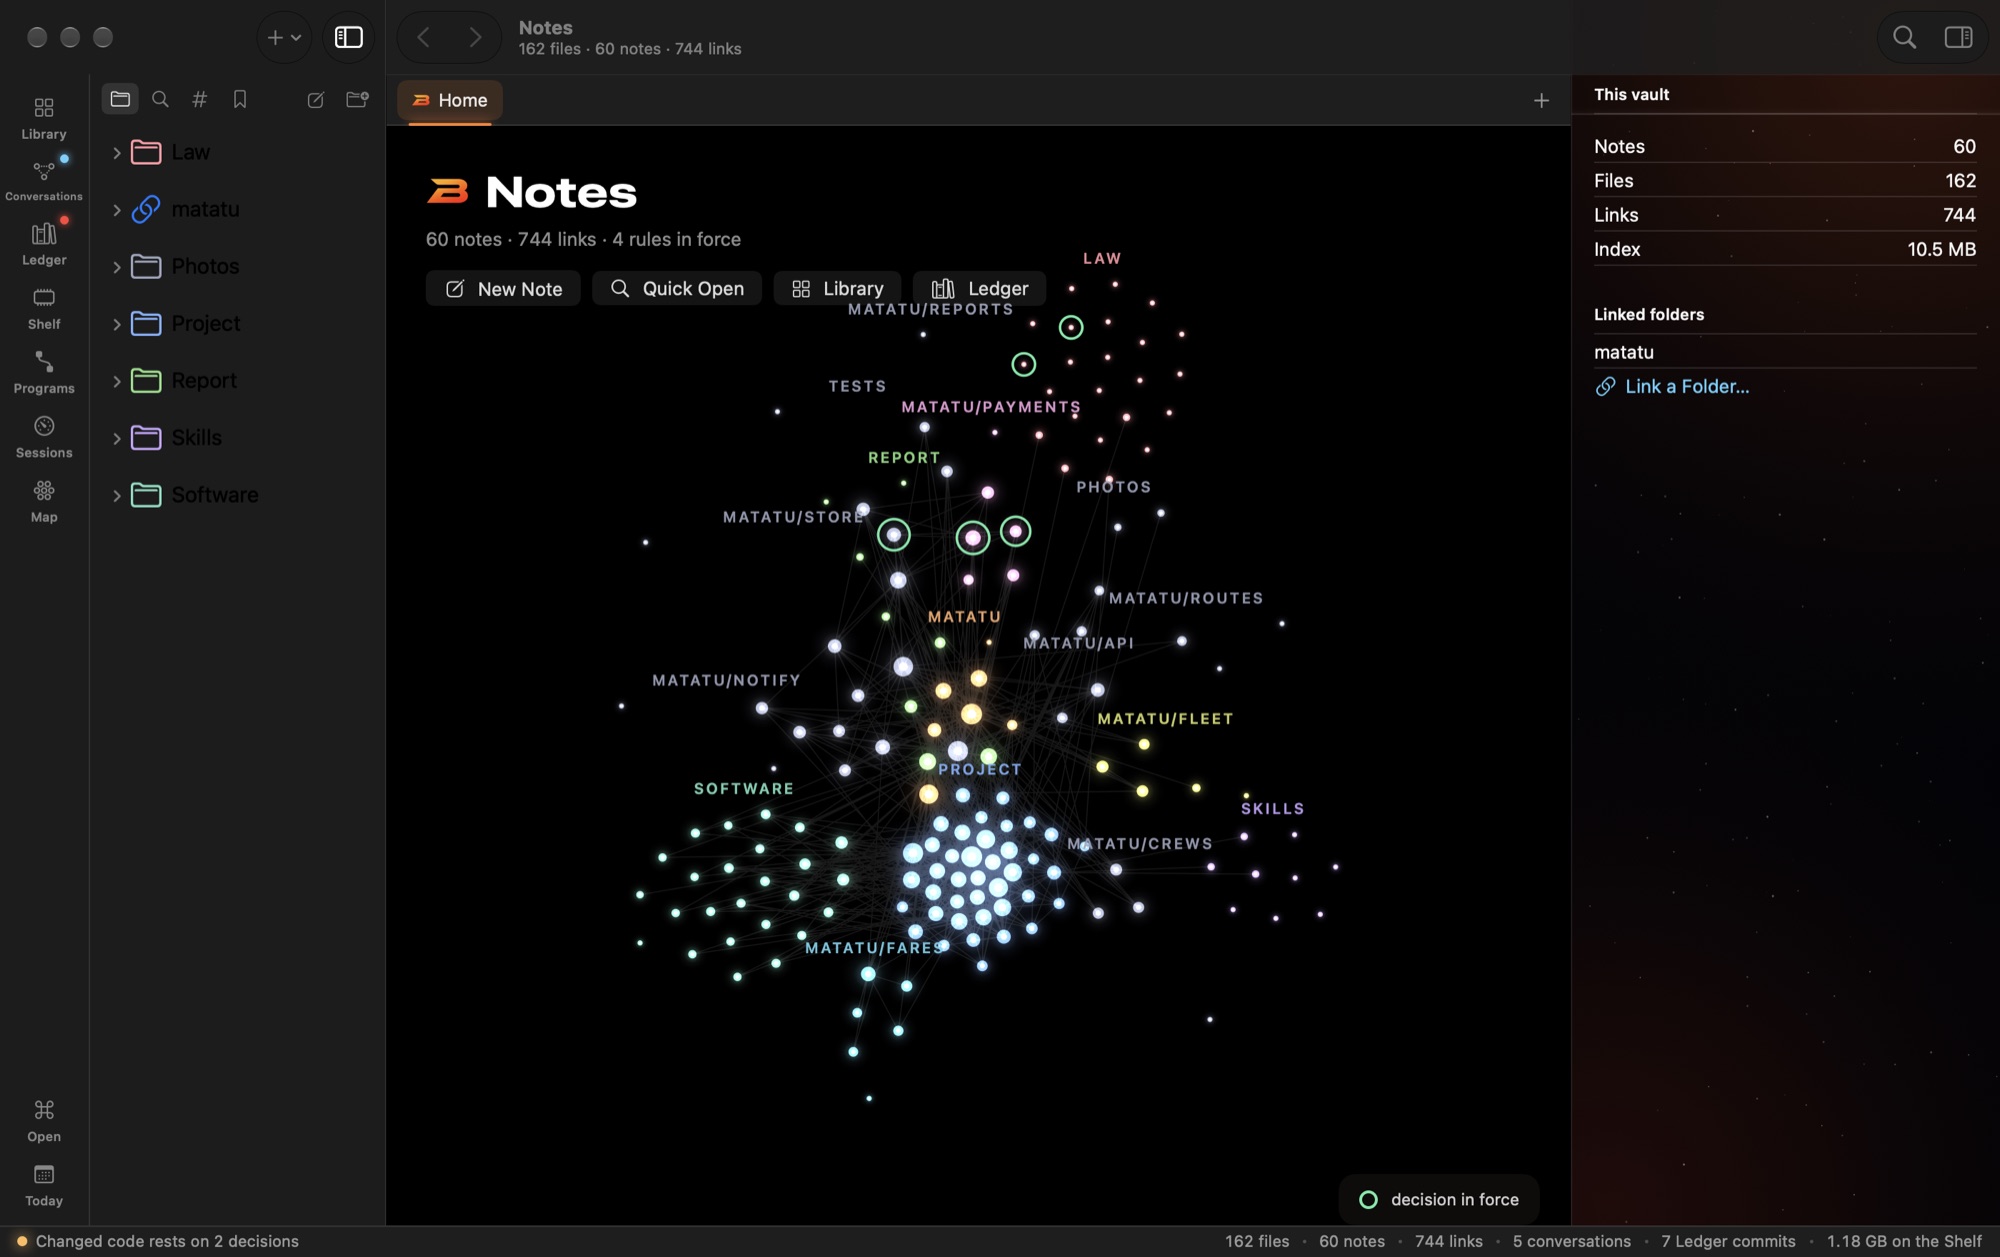 Notes
162 files · 60 notes · 744 links
Library
Conversations
Ledger
Shelf
Programs
Sessions
Map
Open
Today
Law
matatu
Photos
Project
Report
Skills
Software
Home
Notes
60 notes · 744 links · 4 rules in force
New Note
Quick Open
Library
Ledger
LAW
MATATU/REPORTS
TESTS
MATATU/PAYMENTS
REPORT
PHOTOS
MATATU/STORE
MATATU/ROUTES
MATATU
MATATU/API
MATATU/NOTIFY
MATATU/FLEET
PROJECT
SOFTWARE
SKILLS
MATATU/CREWS
MATATU/FARES
decision in force
This vault
Notes 60
Files 162
Links 744
Index 10.5 MB
Linked folders
matatu
Link a Folder...
Changed code rests on 2 decisions
162 files · 60 notes · 744 links · 5 conversations · 7 Ledger commits · 1.18 GB on the Shelf